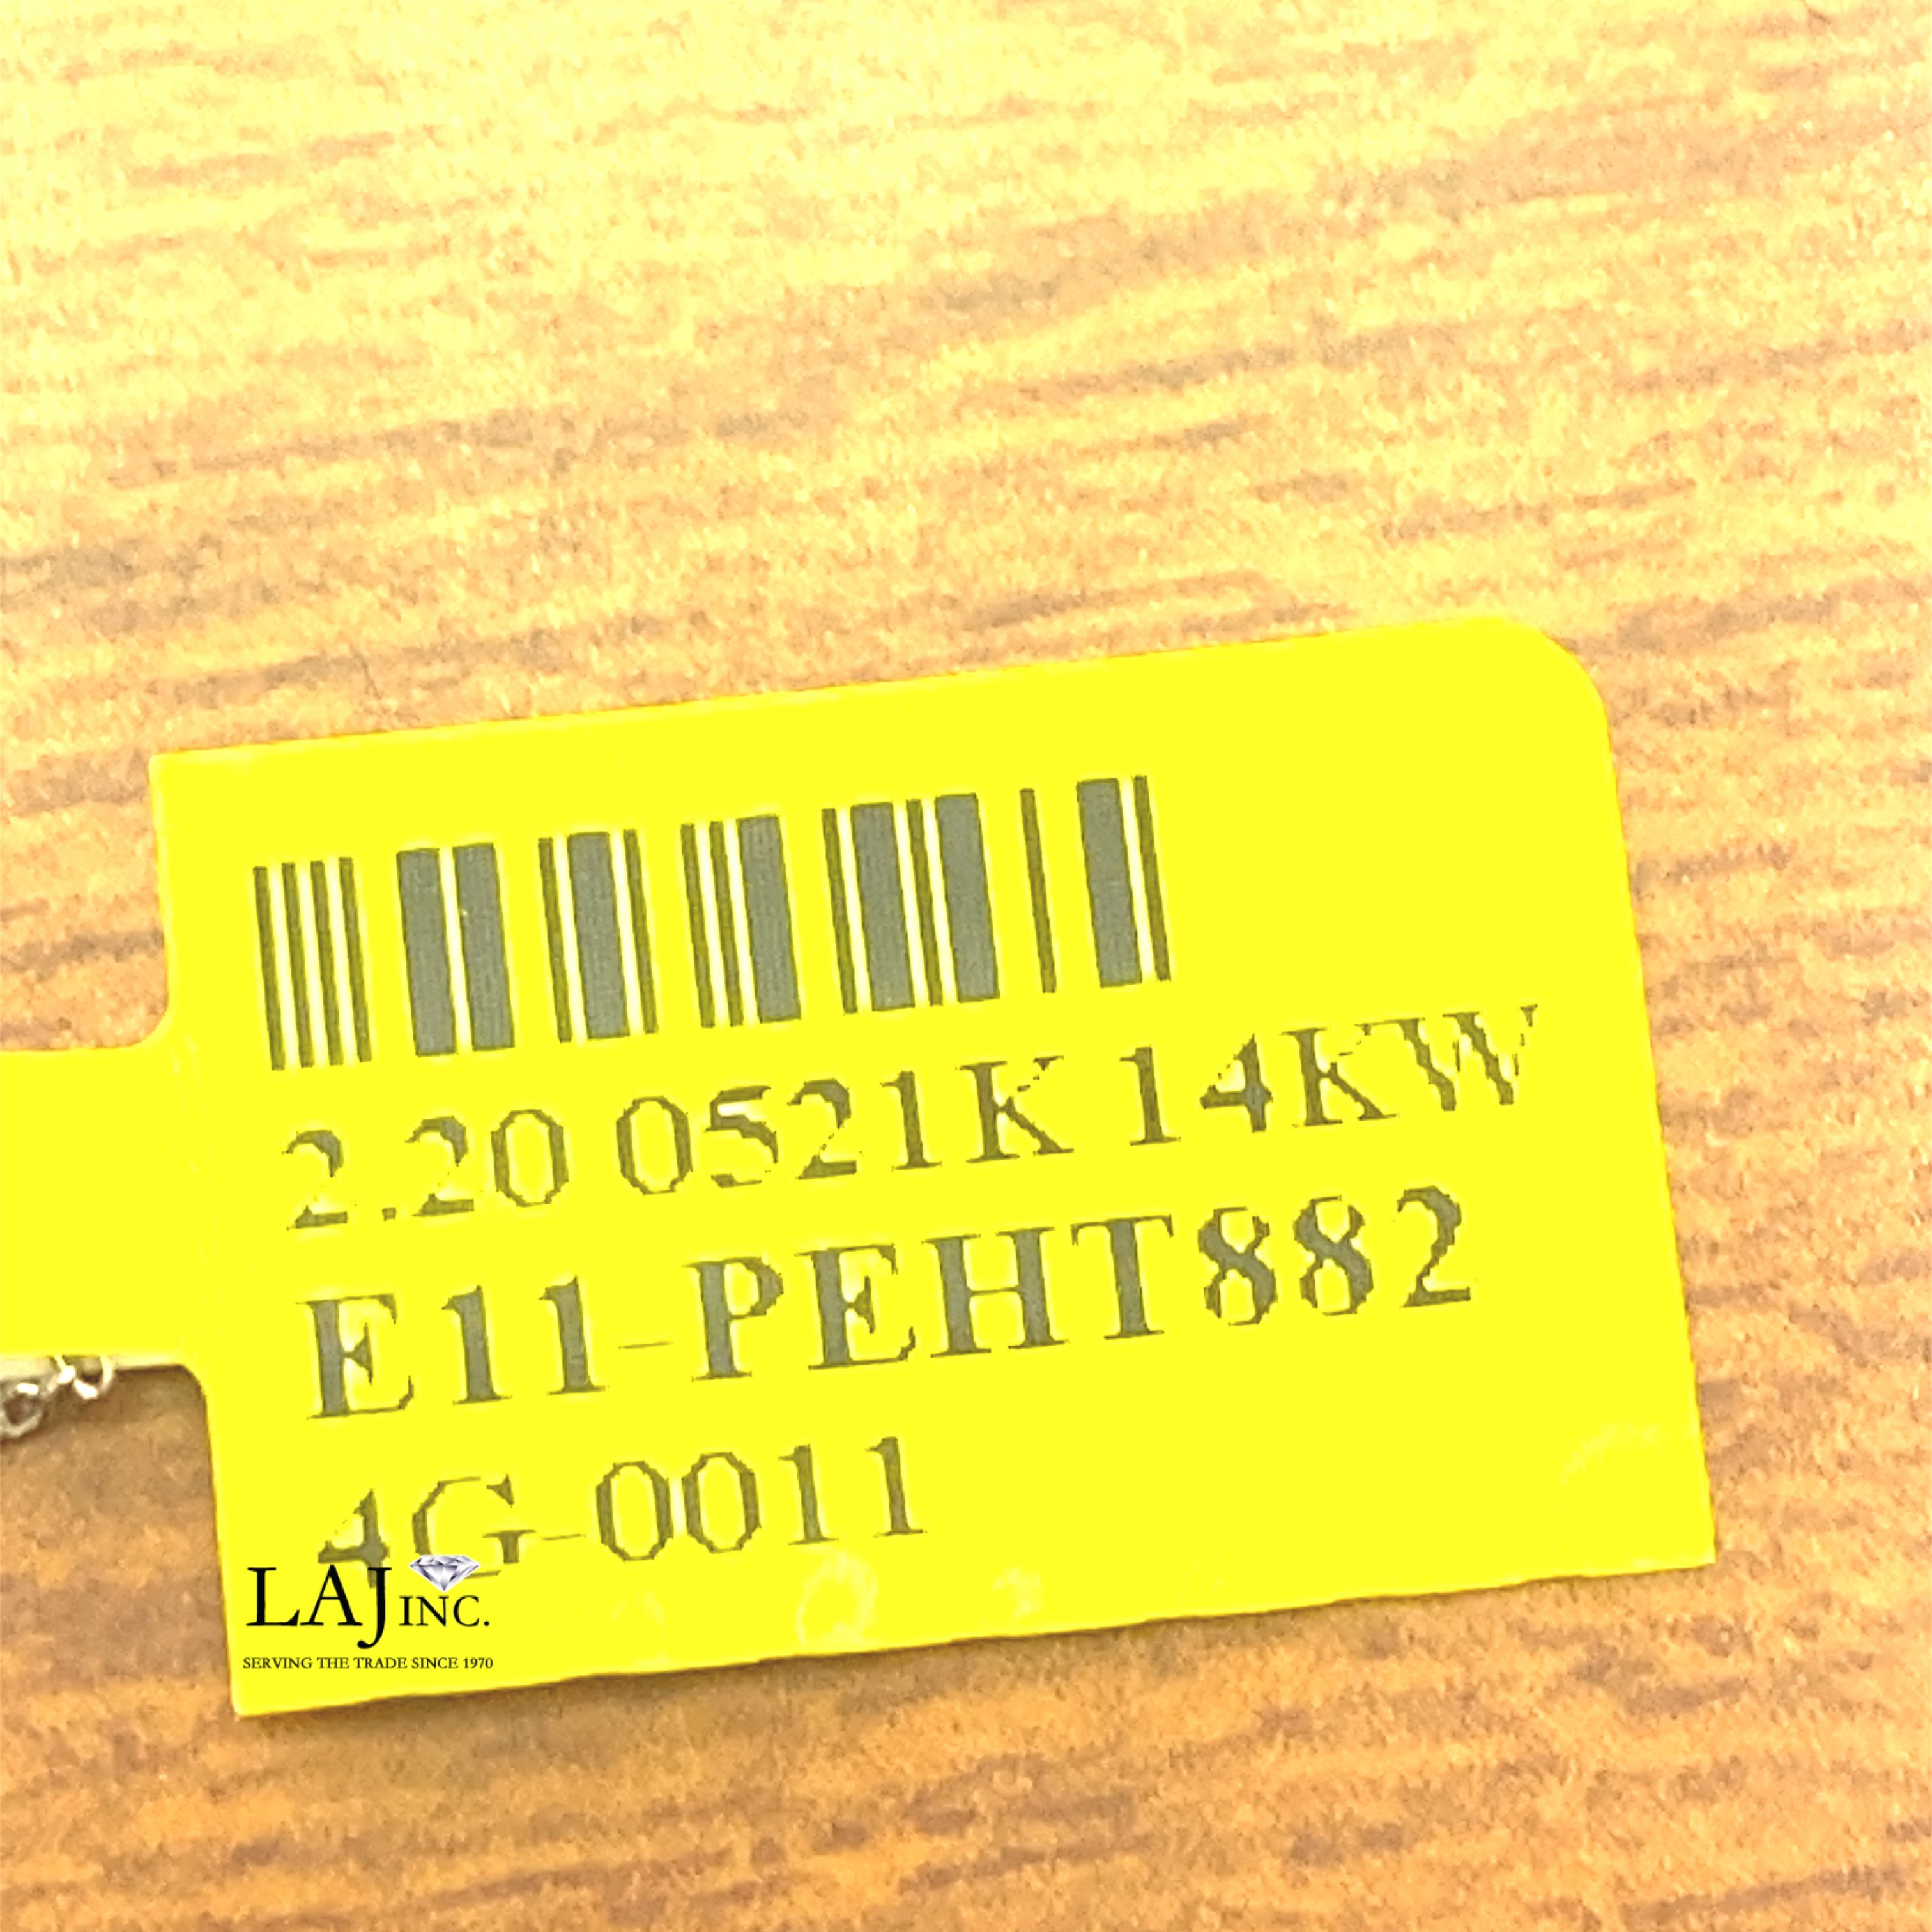 2.20 0521K 14KW
E11-PEHT882
4G-0011
LAJ INC.
SERVING THE TRADE SINCE 1970